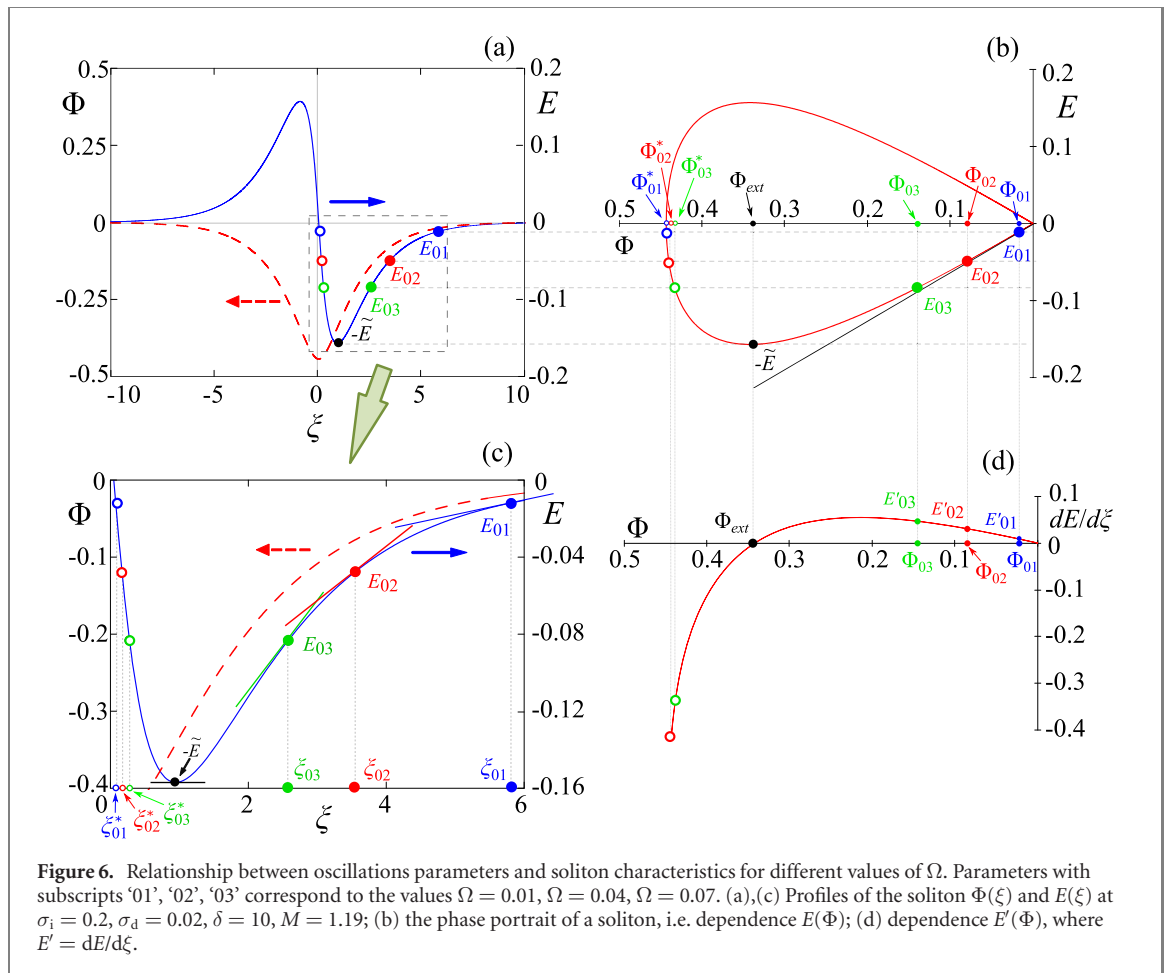 (a)
0.5
0.25
0
-0.25
-0.5
Φ
0.2
0.1
0
-0.1
-0.2
E
E01
E02
E03
-Ẽ
-10
-5
0
5
10
ξ
(b)
0.2
0.1
0
-0.1
-0.2
E
Φ*01
Φ*02
Φ*03
Φext
Φ03
Φ02
Φ01
0.5
0.4
0.3
0.2
0.1
Φ
E01
E02
E03
-Ẽ
(c)
0
-0.1
-0.2
-0.3
-0.4
Φ
0
-0.04
-0.08
-0.12
-0.16
E
E01
E02
E03
-Ẽ
ξ03
ξ02
ξ01
0
2
4
6
ξ*01
ξ*02
ξ*03
ξ
(d)
0.1
0
-0.1
-0.2
-0.3
-0.4
dE/dξ
E'03
E'02
E'01
Φ
Φext
0.5
0.4
0.3
0.2
0.1
Φ03
Φ02
Φ01
Figure 6. Relationship between oscillations parameters and soliton characteristics for different values of Ω. Parameters with
subscripts ‘01’, ‘02’, ‘03’ correspond to the values Ω = 0.01, Ω = 0.04, Ω = 0.07. (a),(c) Profiles of the soliton Φ(ξ) and E(ξ) at
σi = 0.2, σd = 0.02, δ = 10, M = 1.19; (b) the phase portrait of a soliton, i.e. dependence E(Φ); (d) dependence E′(Φ), where
E′ = dE/dξ.